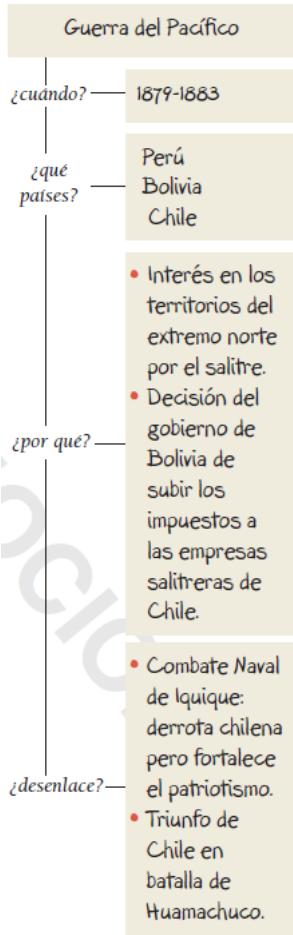 Guerra del Pacífico
¿cuándo?
1879-1883
¿qué
países?
Perú
Bolivia
Chile
¿por qué?
• Interés en los
territorios del
extremo norte
por el salitre.
• Decisión del
gobierno de
Bolivia de
subir los
impuestos a
las empresas
salitreras de
Chile.
¿desenlace?
• Combate Naval
de Iquique:
derrota chilena
pero fortalece
el patriotismo.
• Triunfo de
Chile en
batalla de
Huamachuco.